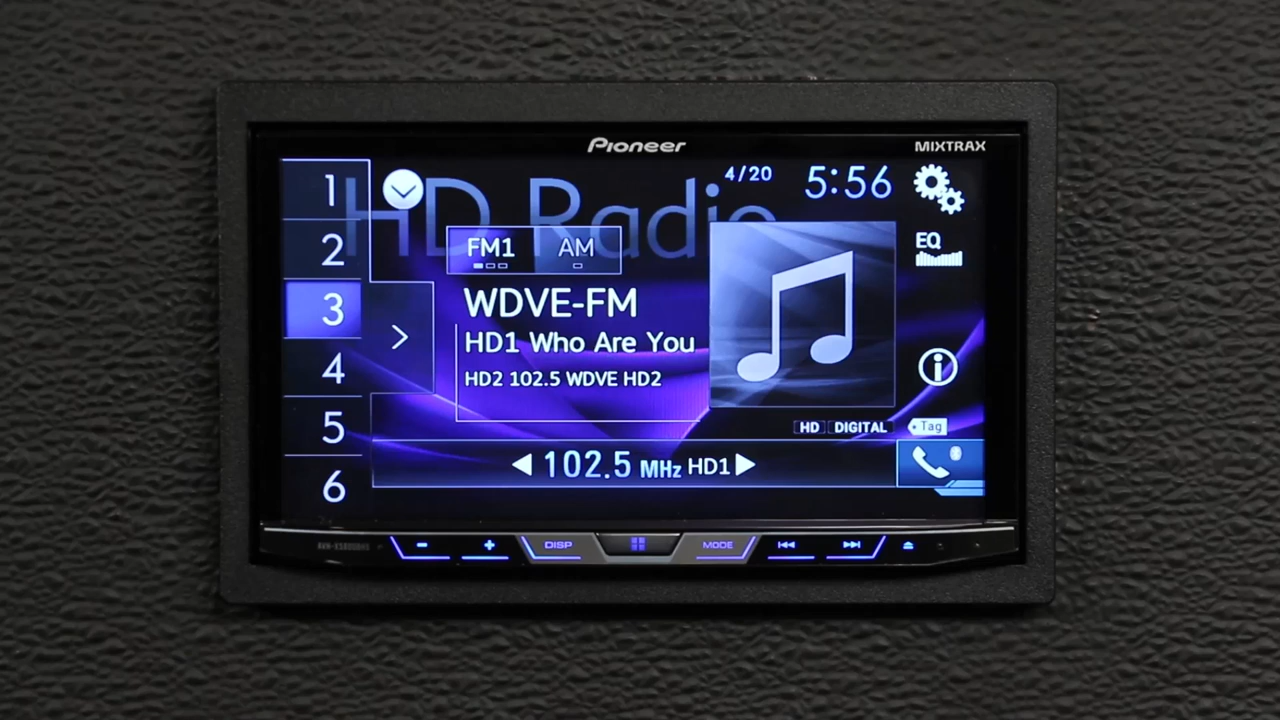 Pioneer
MIXTRAX
HD Radio
4/20
5:56
1
2
3
4
5
6
FM1
AM
EQ
WDVE-FM
HD1 Who Are You
HD2 102.5 WDVE HD2
HD DIGITAL
Tag
102.5 MHz HD1
DISP
MODE